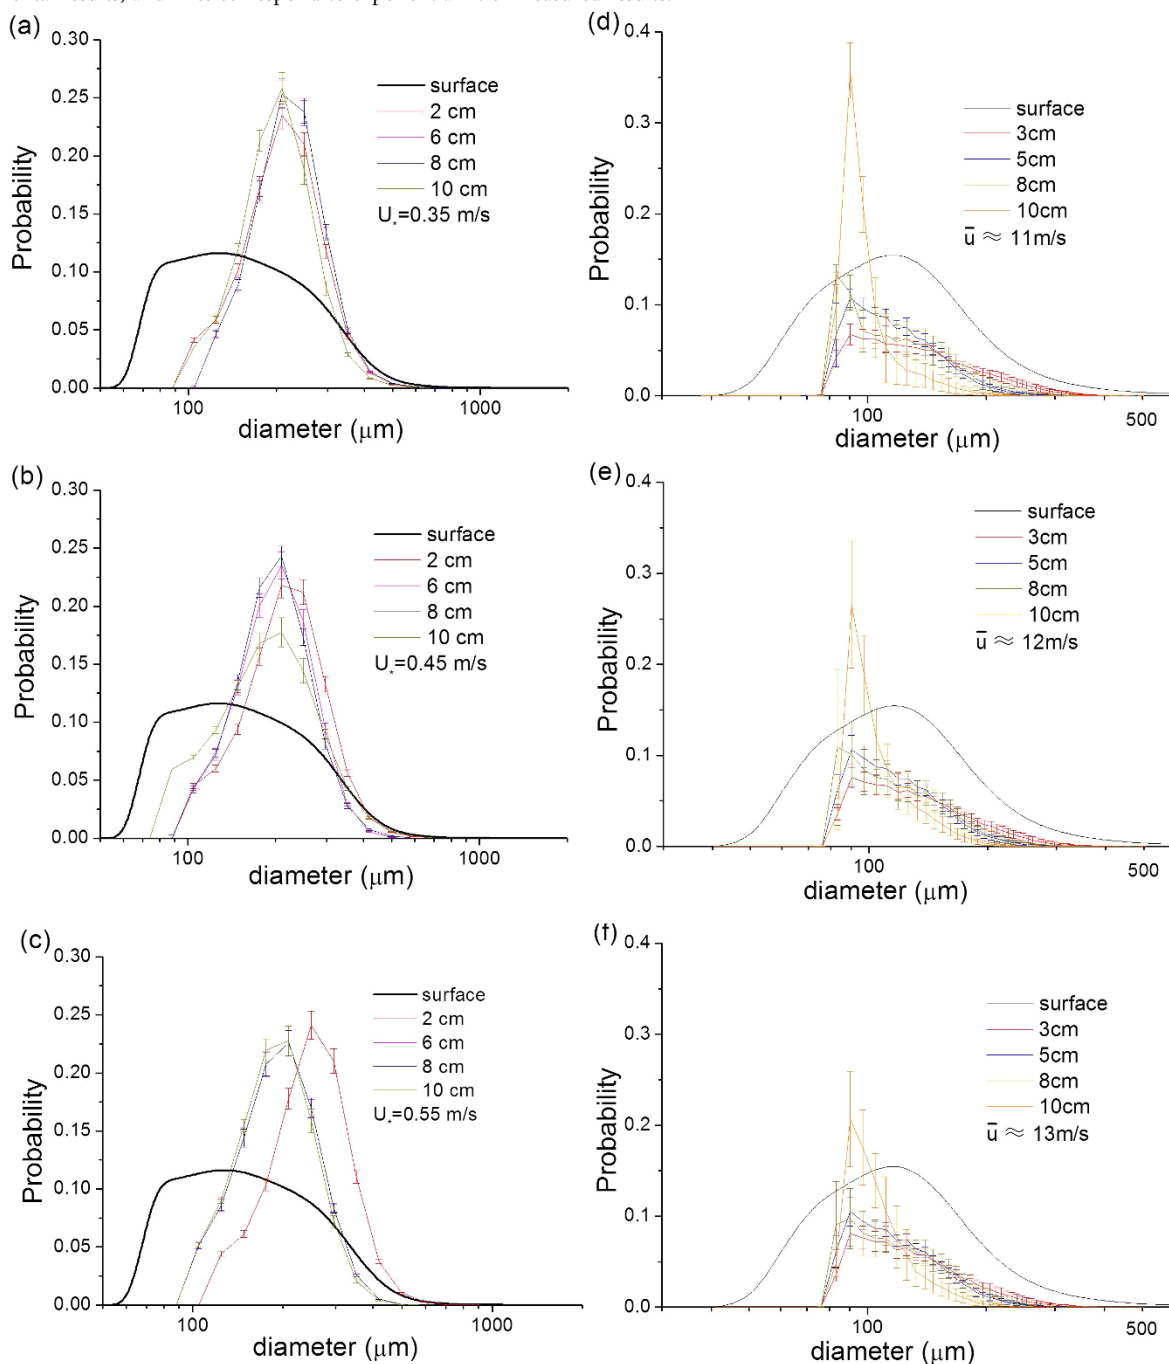 (a)
0.30
0.25
0.20
0.15
0.10
0.05
0.00
Probability
surface
2 cm
6 cm
8 cm
10 cm
U*=0.35 m/s
100
1000
diameter (μm)
(d)
0.4
0.3
0.2
0.1
0.0
Probability
surface
3cm
5cm
8cm
10cm
ū ≈ 11m/s
100
500
diameter (μm)
(b)
0.30
0.25
0.20
0.15
0.10
0.05
0.00
Probability
surface
2 cm
6 cm
8 cm
10 cm
U*=0.45 m/s
100
1000
diameter (μm)
(e)
0.4
0.3
0.2
0.1
0.0
Probability
surface
3cm
5cm
8cm
10cm
ū ≈ 12m/s
100
500
diameter (μm)
(c)
0.30
0.25
0.20
0.15
0.10
0.05
0.00
Probability
surface
2 cm
6 cm
8 cm
10 cm
U*=0.55 m/s
100
1000
diameter (μm)
(f)
0.4
0.3
0.2
0.1
0.0
Probability
surface
3cm
5cm
8cm
10cm
ū ≈ 13m/s
100
500
diameter (μm)